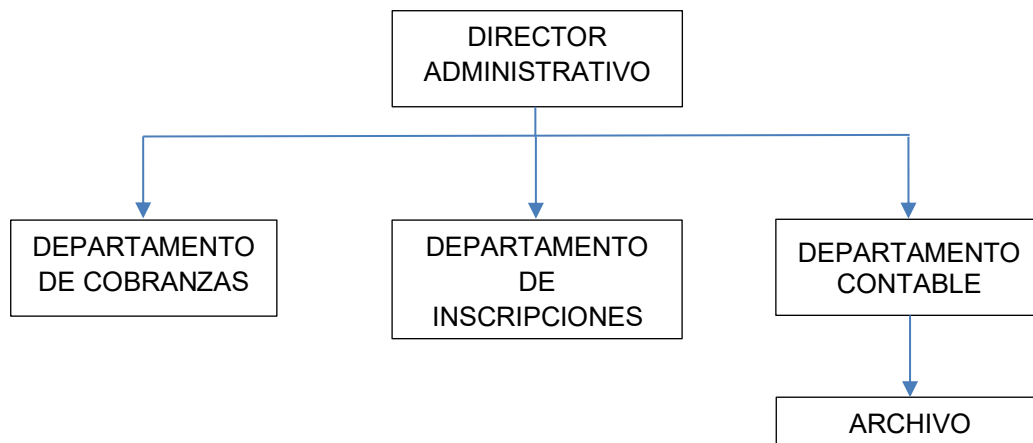 DIRECTOR
ADMINISTRATIVO
DEPARTAMENTO
DE COBRANZAS
DEPARTAMENTO
DE
INSCRIPCIONES
DEPARTAMENTO
CONTABLE
ARCHIVO